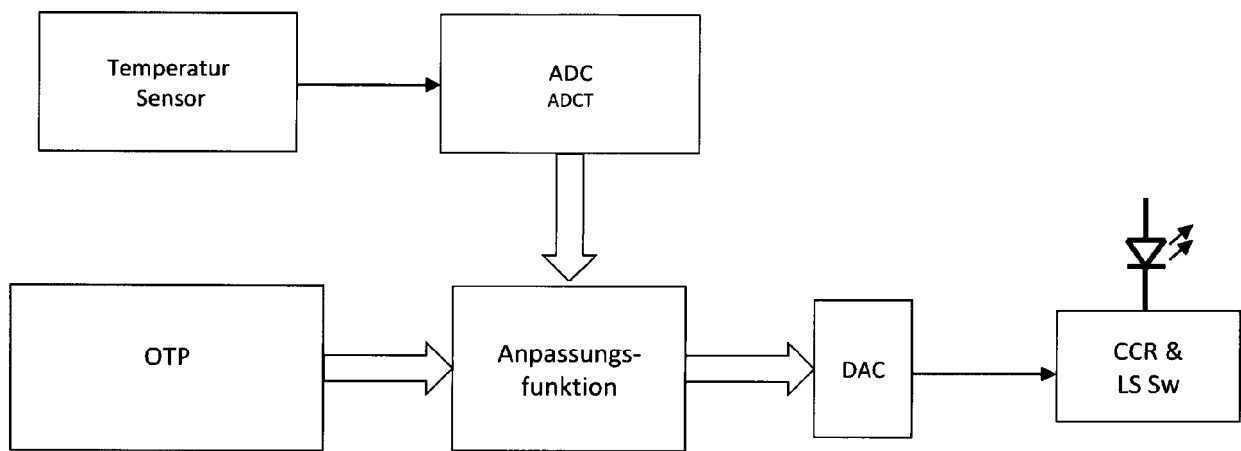 Temperatur
Sensor
ADC
ADCT
OTP
Anpassungs-
funktion
DAC
CCR &
LS Sw